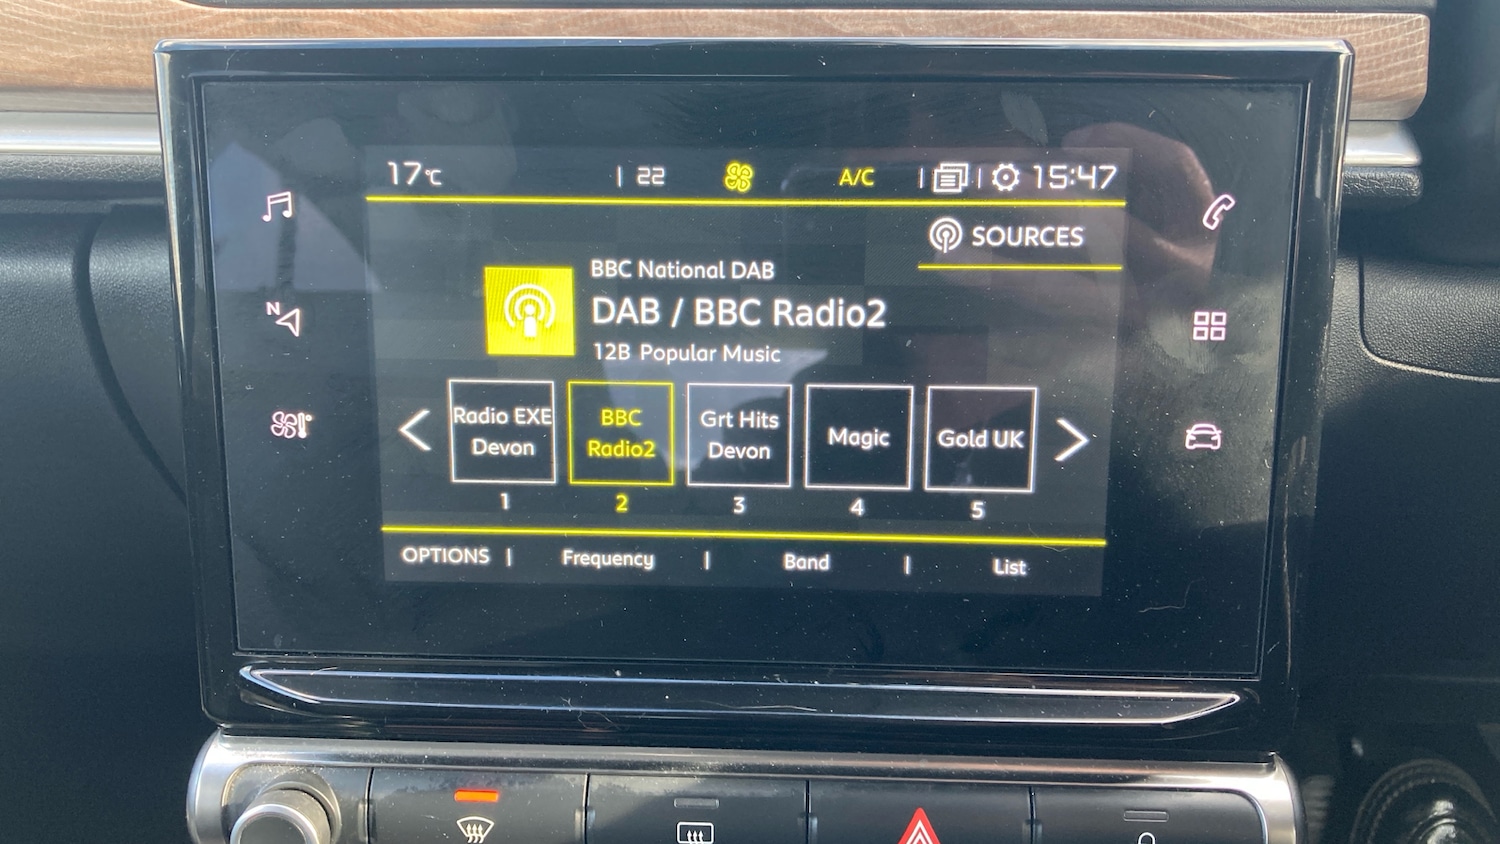 17°C | 22 A/C | | 15:47
SOURCES
BBC National DAB
DAB / BBC Radio2
12B Popular Music
N
Radio EXE
Devon
BBC
Radio2
Grt Hits
Devon
Magic
Gold UK
1 2 3 4 5
OPTIONS | Frequency | Band | List